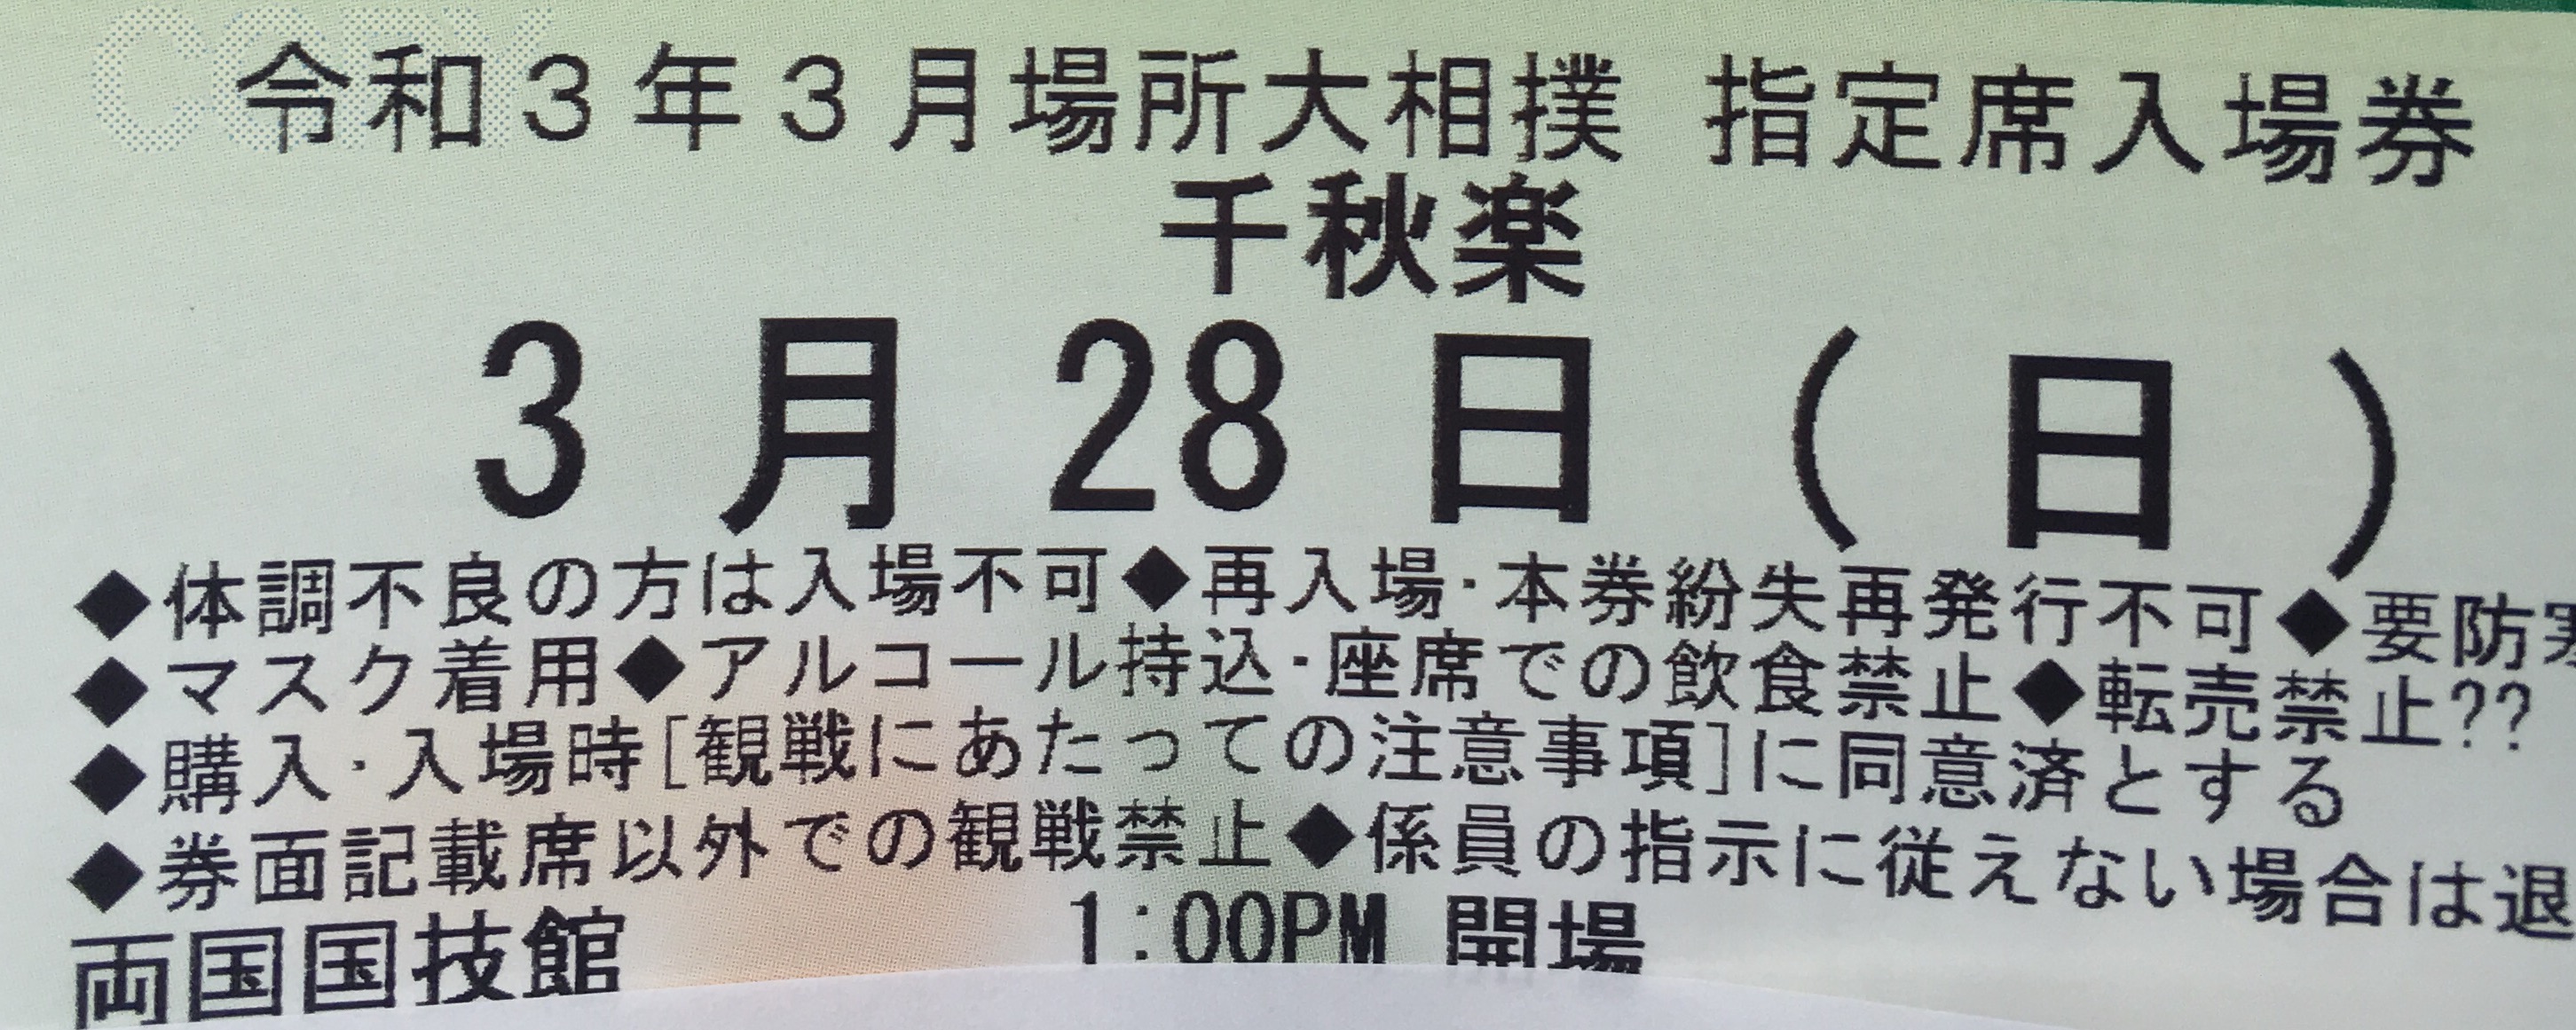 COPY
令和3年3月場所大相撲 指定席入場券
千秋楽
3月28日(日)
◆体調不良の方は入場不可◆再入場・本券紛失再発行不可◆要防寒
◆マスク着用◆アルコール持込・座席での飲食禁止◆転売禁止??
◆購入・入場時[観戦にあたっての注意事項]に同意済とする
◆券面記載席以外での観戦禁止◆係員の指示に従えない場合は退
両国国技館 1:00PM 開場